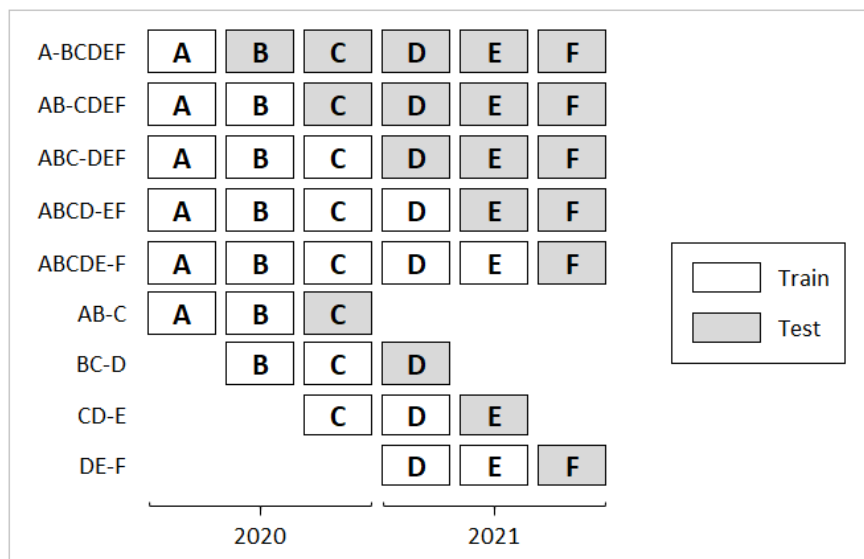 A-BCDEF A B C D E F
AB-CDEF A B C D E F
ABC-DEF A B C D E F
ABCD-EF A B C D E F
ABCDE-F A B C D E F
AB-C A B C
BC-D B C D
CD-E C D E
DE-F D E F
2020 2021
Train
Test